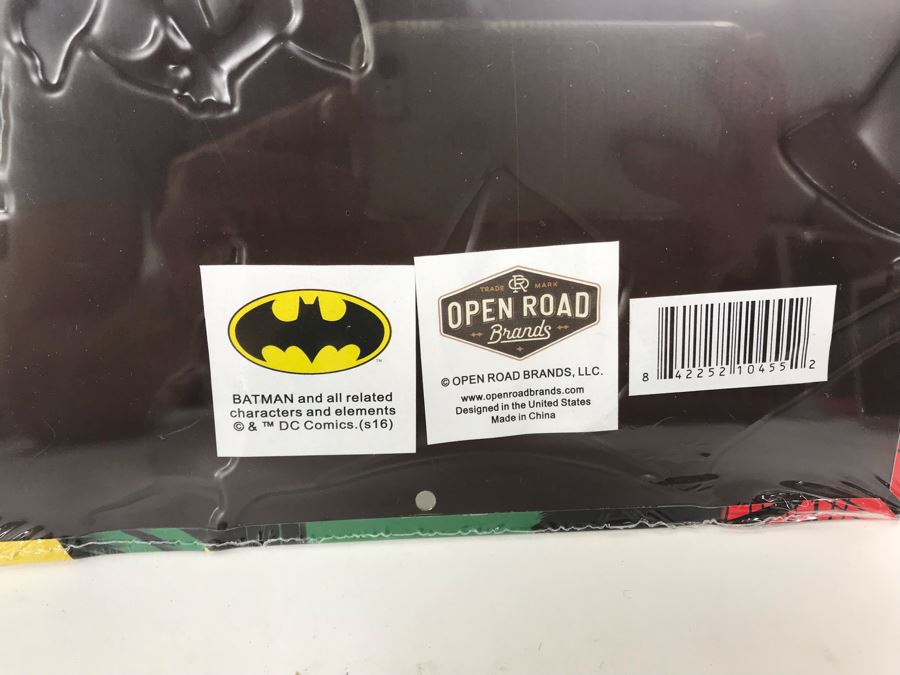 BATMAN and all related
characters and elements
© & ™ DC Comics.(s16)
TRADE MARK
OPEN ROAD
Brands
© OPEN ROAD BRANDS, LLC.
www.openroadbrands.com
Designed in the United States
Made in China
8 42252 10455 2